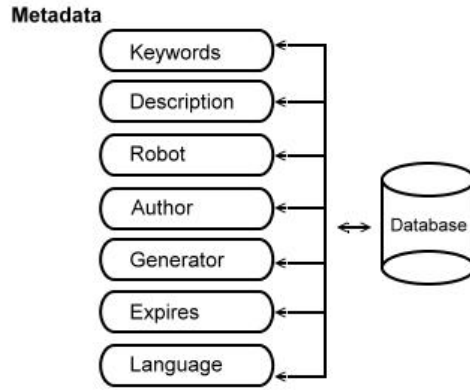 Metadata
Keywords
Description
Robot
Author
Database
Generator
Expires
Language